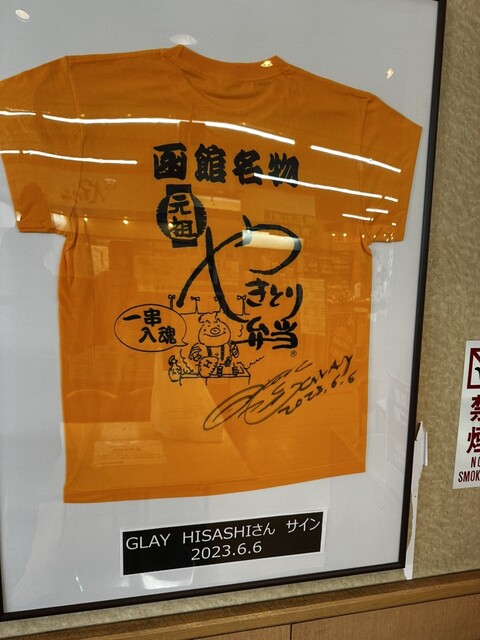 函館名物
元祖
やきとり
弁当
®
一串
入魂
GLAY
2023.6.6
GLAY HISASHIさん サイン
2023.6.6
禁
煙
NO
SMOK